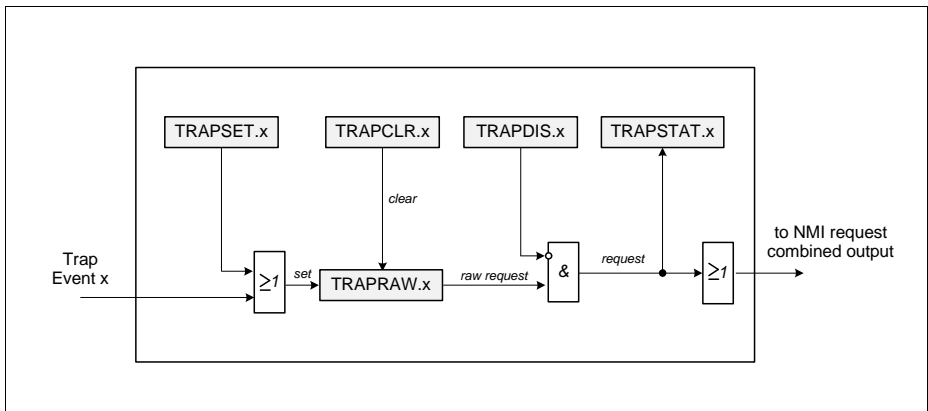 TRAPSET.x
TRAPCLR.x
TRAPDIS.x
TRAPSTAT.x
clear
Trap
Event x
≥1
set
TRAPRAW.x
raw request
&
request
≥1
to NMI request
combined output